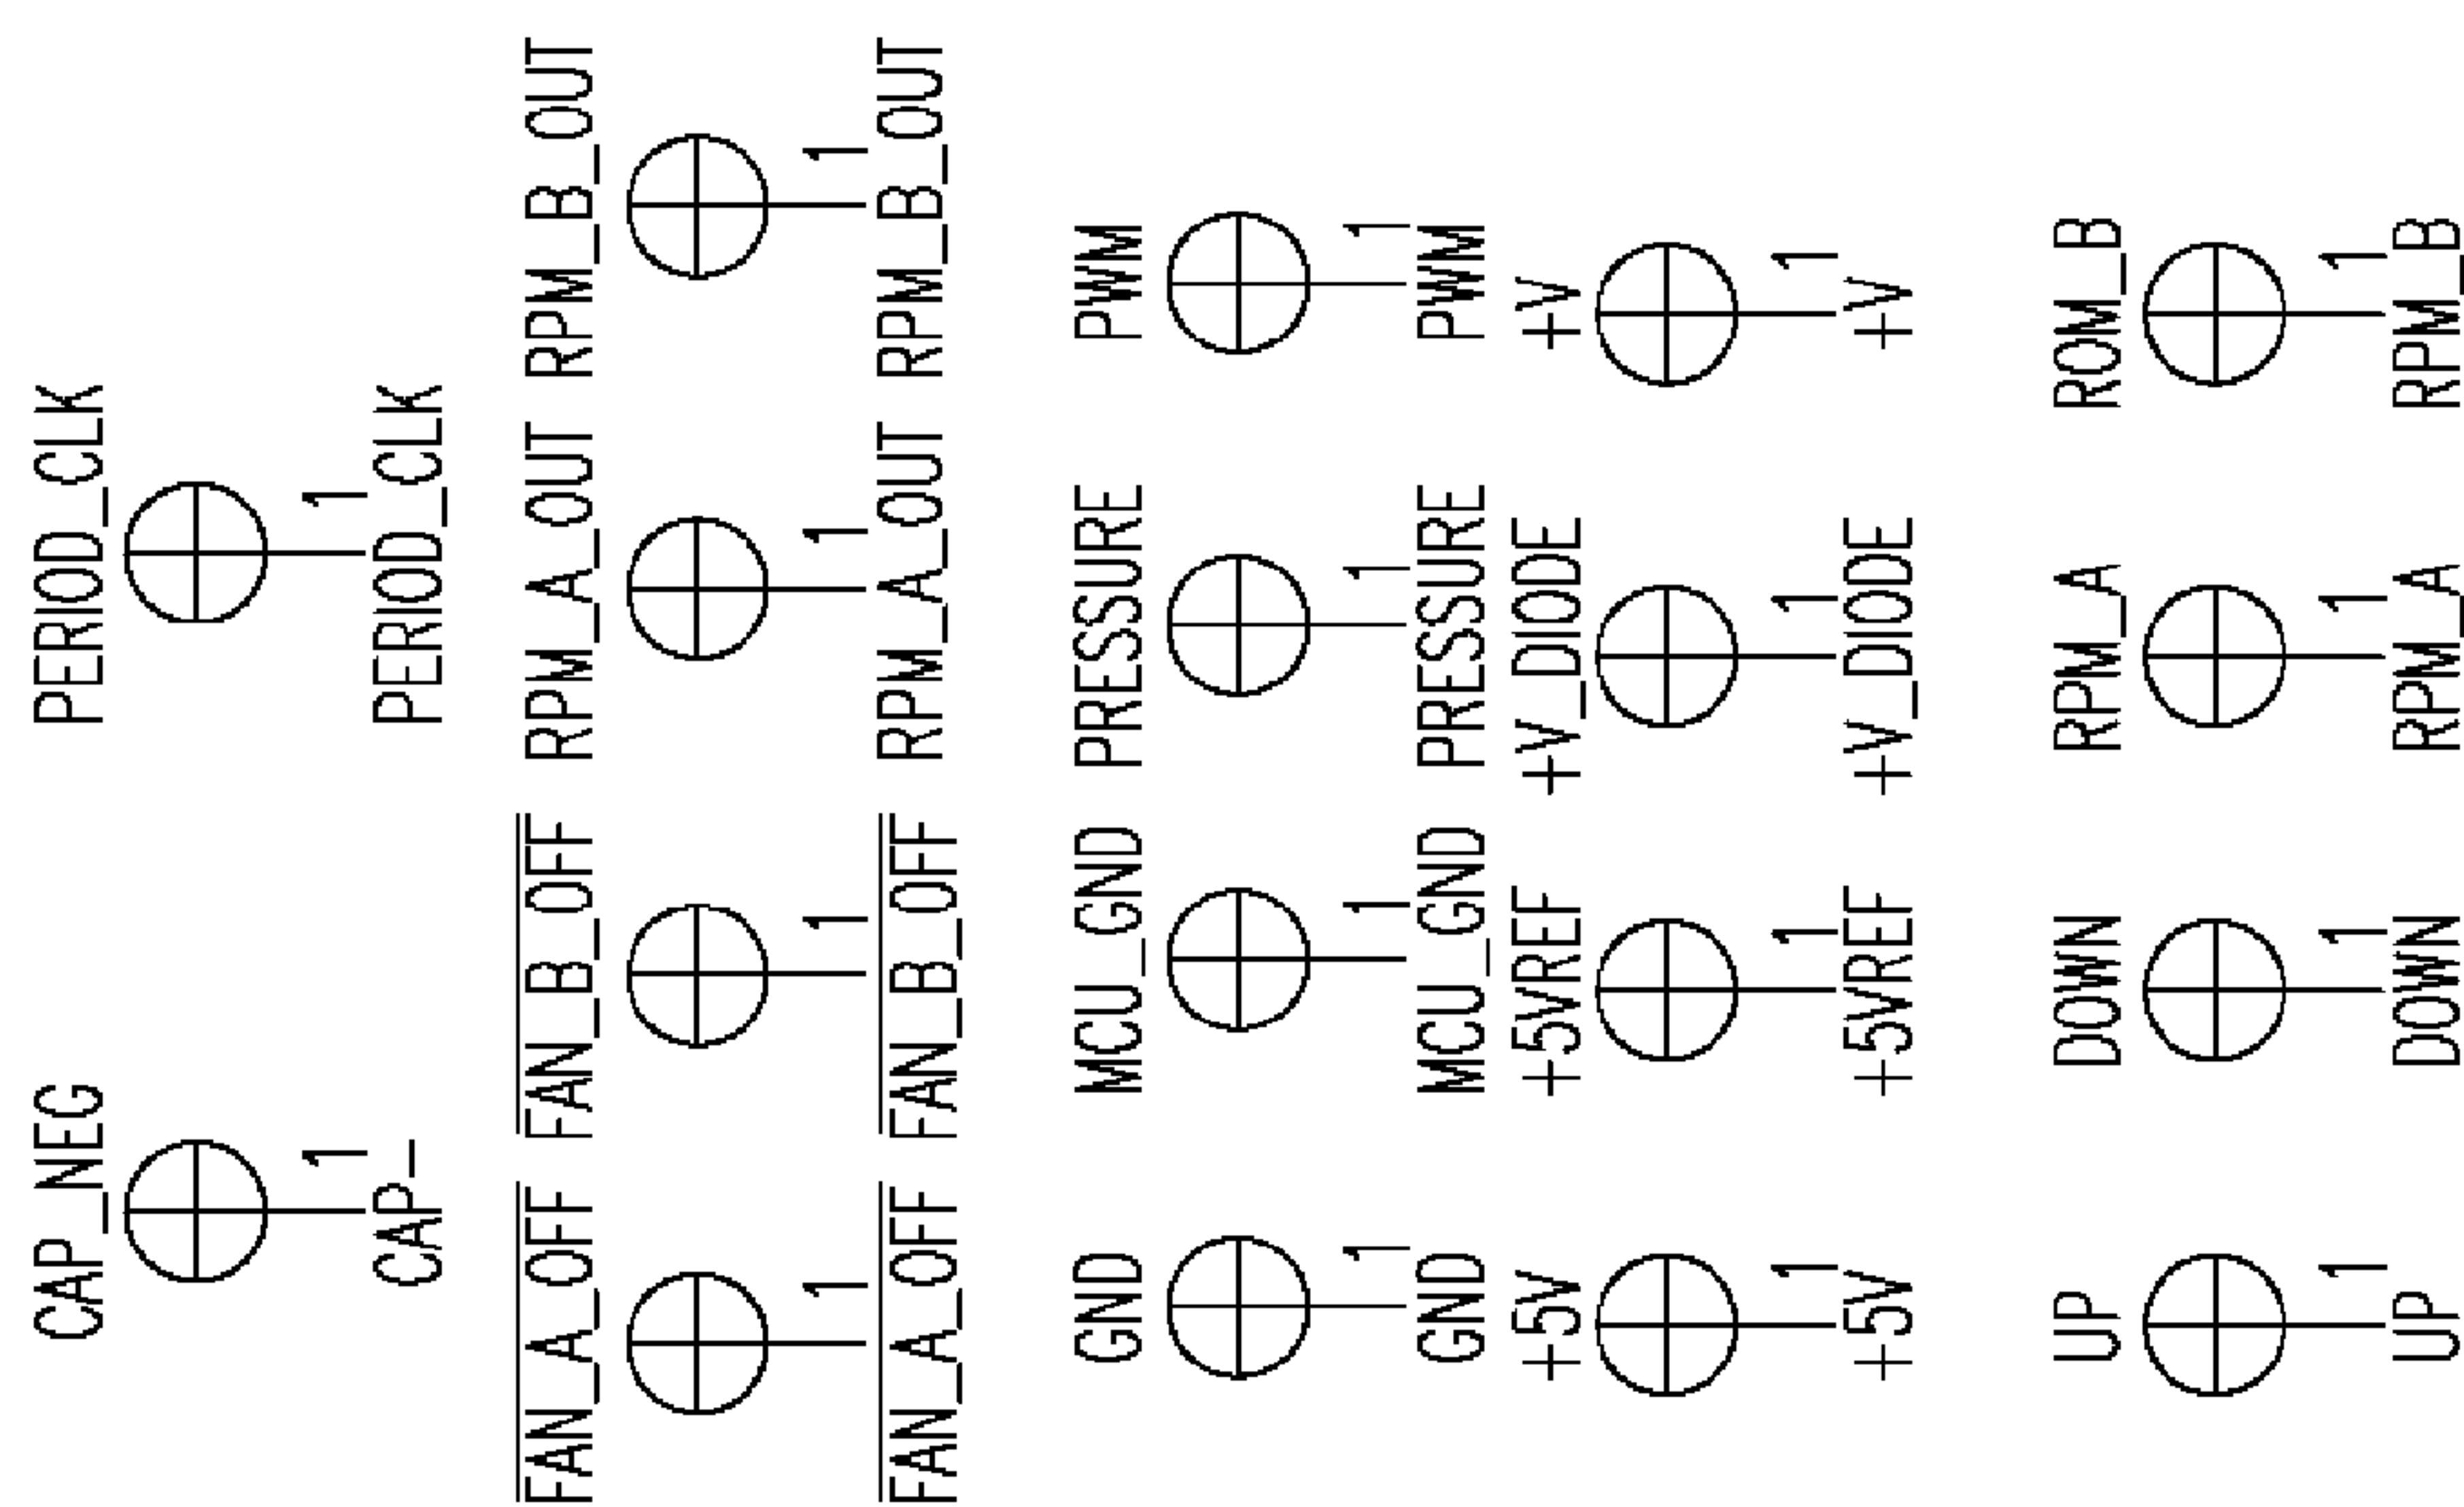 CAP_NEG PERIOD_CLK
1 1
CAP- PERIOD_CLK
FAN_A_OFF FAN_B_OFF RPM_A_OUT RPM_B_OUT
1 1 1 1
FAN_A_OFF FAN_B_OFF RPM_A_OUT RPM_B_OUT
GND MCU_GND PRESSURE PWM
1 1 1 1
GND MCU_GND PRESSURE PWM
+5V +5VREF +V_DIODE +V
1 1 1 1
+5V +5VREF +V_DIODE +V
UP DOWN RPM_A ROM_B
1 1 1 1
UP DOWN RPM_A RPM_B